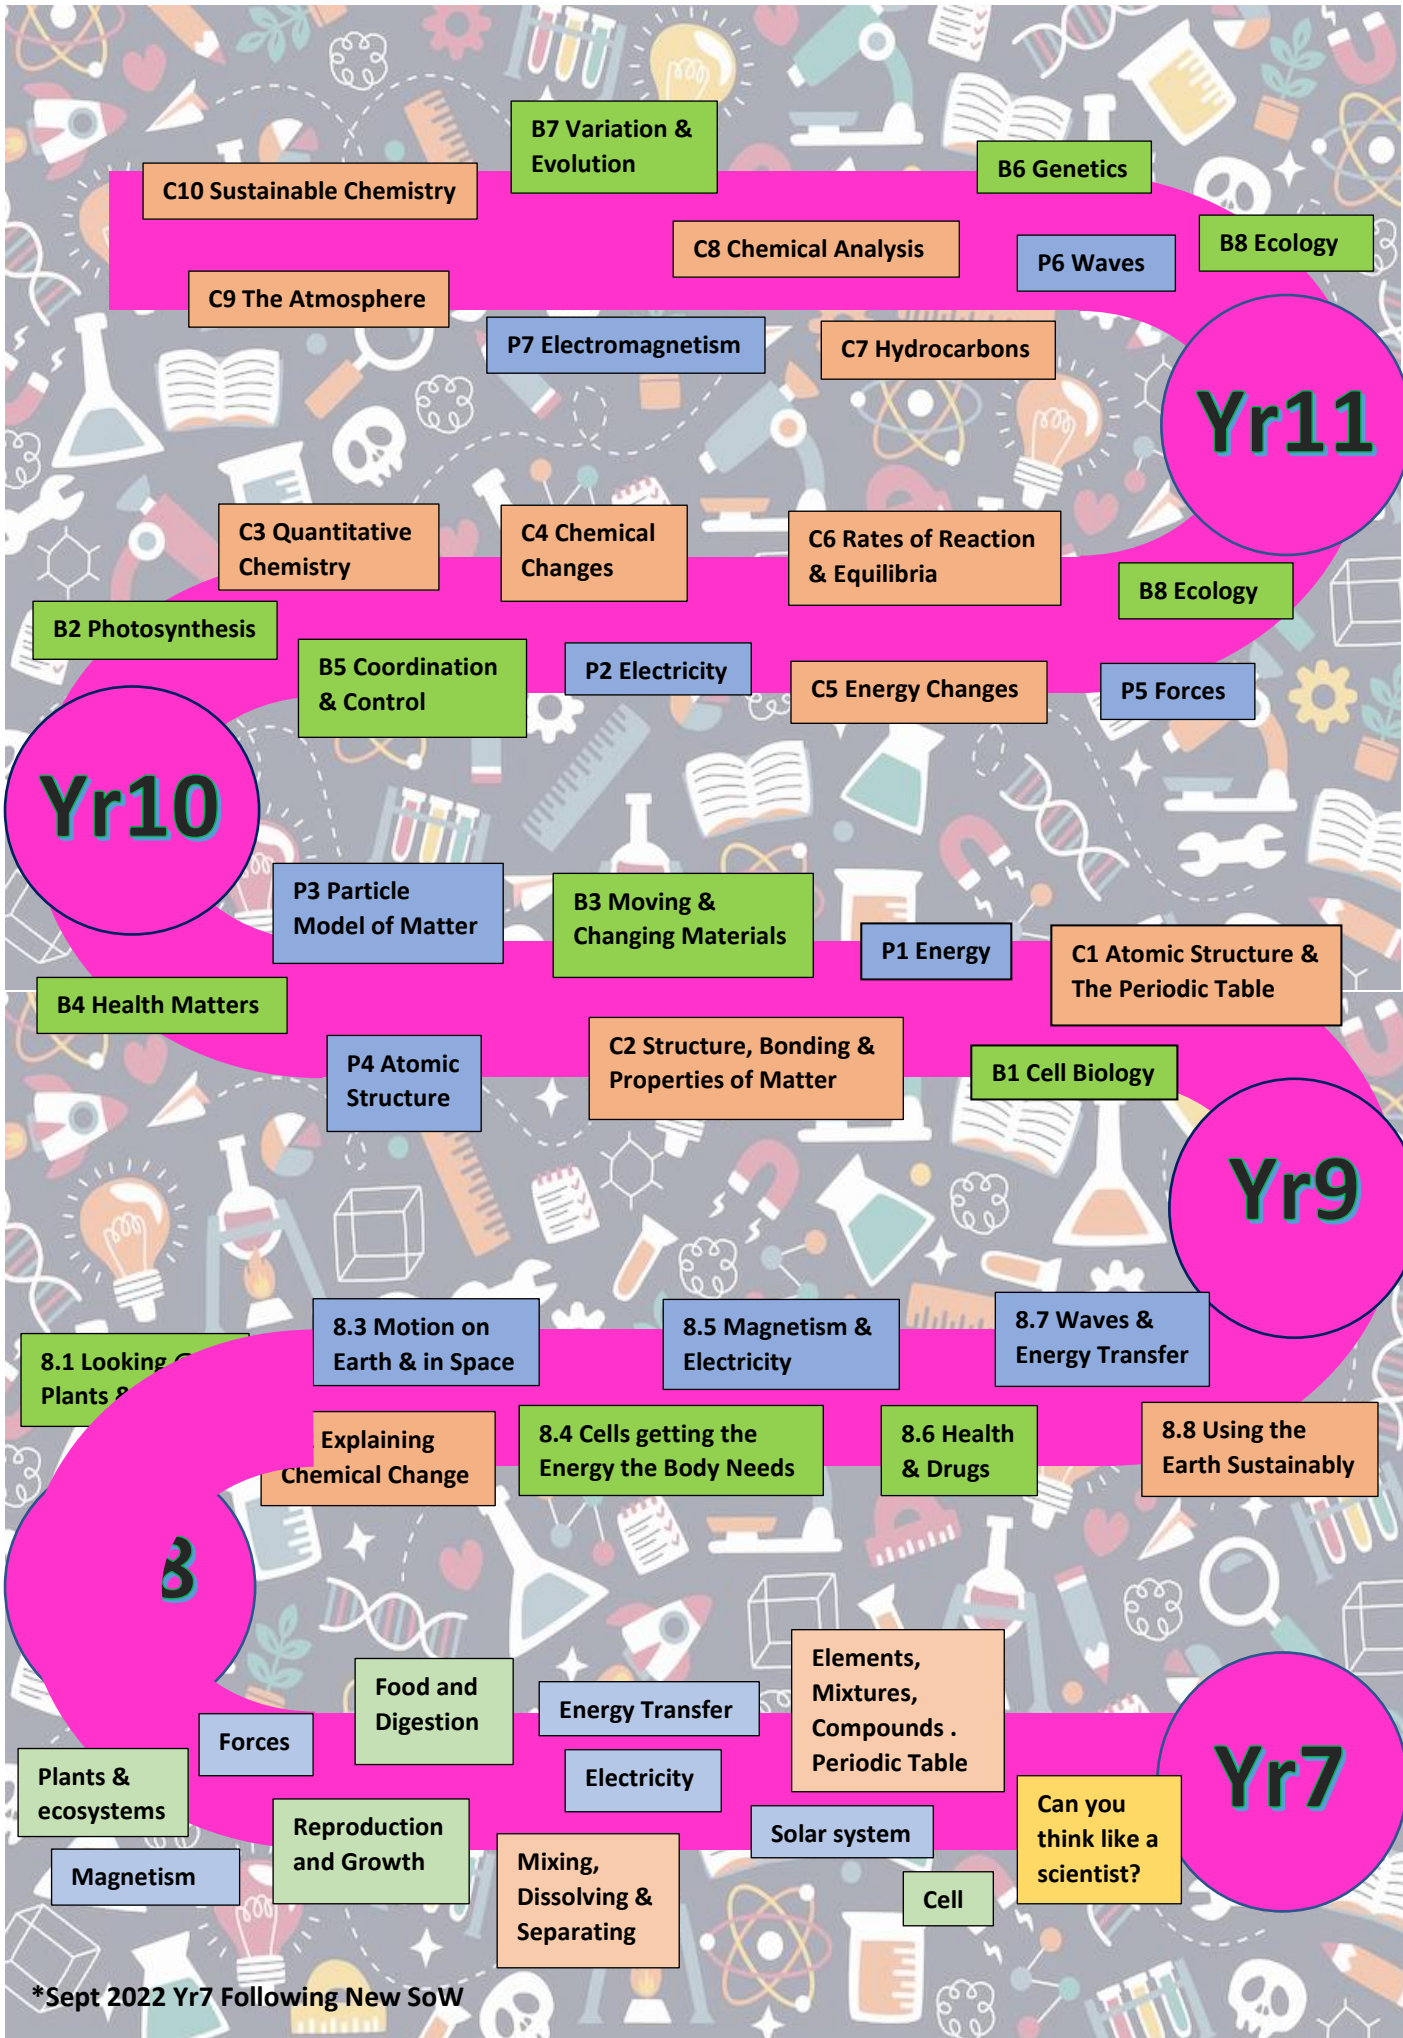 B7 Variation &
Evolution
C10 Sustainable Chemistry
B6 Genetics
C8 Chemical Analysis
P6 Waves
B8 Ecology
C9 The Atmosphere
P7 Electromagnetism
C7 Hydrocarbons
Yr11
C3 Quantitative
Chemistry
C4 Chemical
Changes
C6 Rates of Reaction
& Equilibria
B8 Ecology
B2 Photosynthesis
B5 Coordination
& Control
P2 Electricity
C5 Energy Changes
P5 Forces
Yr10
P3 Particle
Model of Matter
B3 Moving &
Changing Materials
P1 Energy
C1 Atomic Structure &
The Periodic Table
B4 Health Matters
P4 Atomic
Structure
C2 Structure, Bonding &
Properties of Matter
B1 Cell Biology
Yr9
8.1 Looking
Plants &
8.3 Motion on
Earth & in Space
8.5 Magnetism &
Electricity
8.7 Waves &
Energy Transfer
Explaining
Chemical Change
8.4 Cells getting the
Energy the Body Needs
8.6 Health
& Drugs
8.8 Using the
Earth Sustainably
8
Elements,
Mixtures,
Compounds .
Periodic Table
Food and
Digestion
Energy Transfer
Forces
Electricity
Plants &
ecosystems
Reproduction
and Growth
Magnetism
Mixing,
Dissolving &
Separating
Solar system
Cell
Can you
think like a
scientist?
Yr7
*Sept 2022 Yr7 Following New SoW